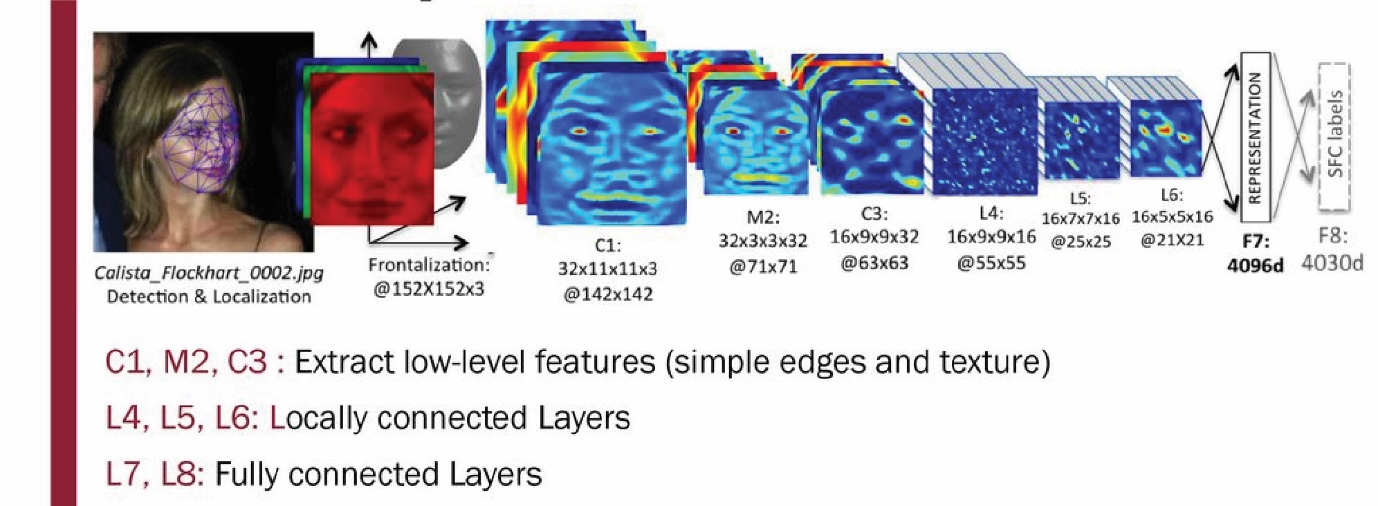 Calista_Flockhart_0002.jpg
Detection & Localization
Frontalization:
@152X152x3
C1:
32x11x11x3
@142x142
M2:
32x3x3x32
@71x71
C3:
16x9x9x32
@63x63
L4:
16x9x9x16
@55x55
L5:
16x7x7x16
@25x25
L6:
16x5x5x16
@21X21
REPRESENTATION
F7:
4096d
SFC labels
F8:
4030d
C1, M2, C3 : Extract low-level features (simple edges and texture)
L4, L5, L6: Locally connected Layers
L7, L8: Fully connected Layers